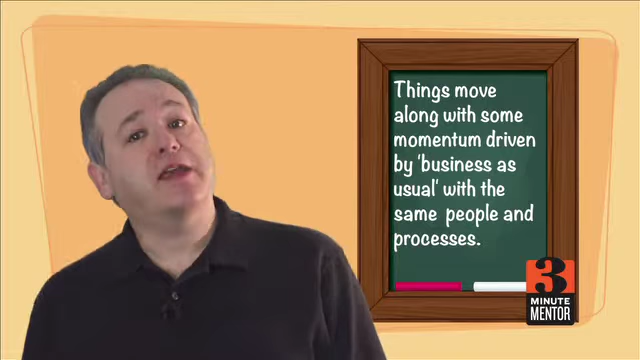 Things move
along with some
momentum driven
by 'business as
usual' with the
same people and
processes.
3
MINUTE
MENTOR